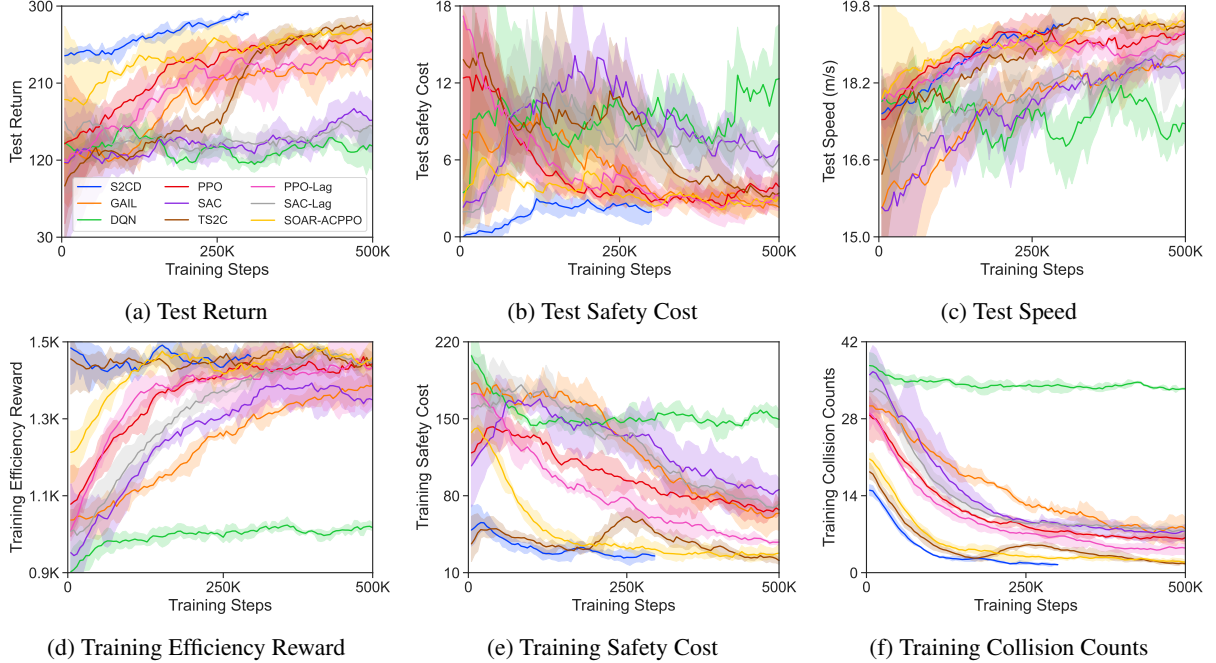 300
210
120
30
Test Return
S2CD
GAIL
DQN
PPO
SAC
TS2C
PPO-Lag
SAC-Lag
SOAR-ACPPO
0
250K
500K
Training Steps
(a) Test Return
18
12
6
0
Test Safety Cost
0
250K
500K
Training Steps
(b) Test Safety Cost
19.8
18.2
16.6
15.0
Test Speed (m/s)
0
250K
500K
Training Steps
(c) Test Speed
1.5K
1.3K
1.1K
0.9K
Training Efficiency Reward
0
250K
500K
Training Steps
(d) Training Efficiency Reward
220
150
80
10
Training Safety Cost
0
250K
500K
Training Steps
(e) Training Safety Cost
42
28
14
0
Training Collision Counts
0
250K
500K
Training Steps
(f) Training Collision Counts